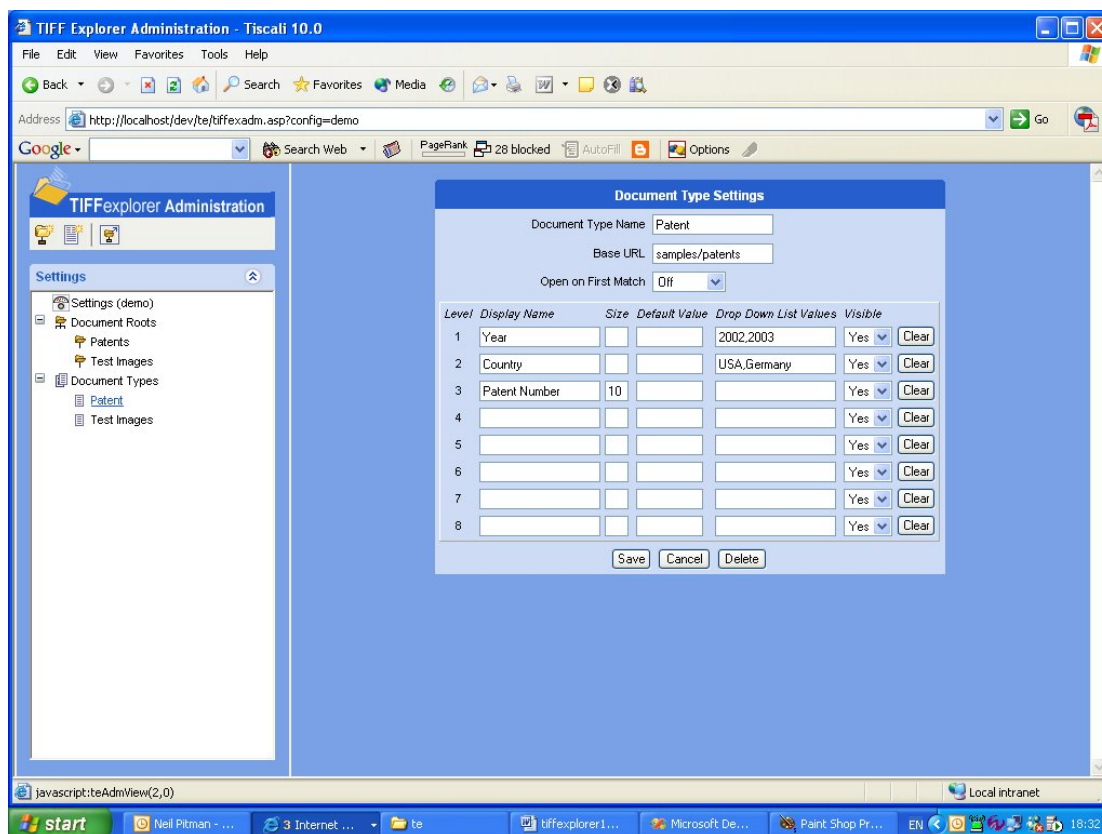 TIFF Explorer Administration - Tiscali 10.0
File Edit View Favorites Tools Help
Back Search Favorites Media
Address http://localhost/dev/te/tiffexadm.asp?config=demo Go
Google Search Web PageRank 28 blocked AutoFill Options
TIFFexplorer Administration
Settings
Settings (demo)
Document Roots
Patents
Test Images
Document Types
Patent
Test Images
Document Type Settings
Document Type Name Patent
Base URL samples/patents
Open on First Match Off
Level Display Name Size Default Value Drop Down List Values Visible
1 Year 2002,2003 Yes Clear
2 Country USA,Germany Yes Clear
3 Patent Number 10 Yes Clear
4 Yes Clear
5 Yes Clear
6 Yes Clear
7 Yes Clear
8 Yes Clear
Save Cancel Delete
javascript:teAdmView(2,0) Local intranet
start Neil Pitman - ... 3 Internet ... te tiffexplorer1... Microsoft De... Paint Shop Pr... EN 18:32